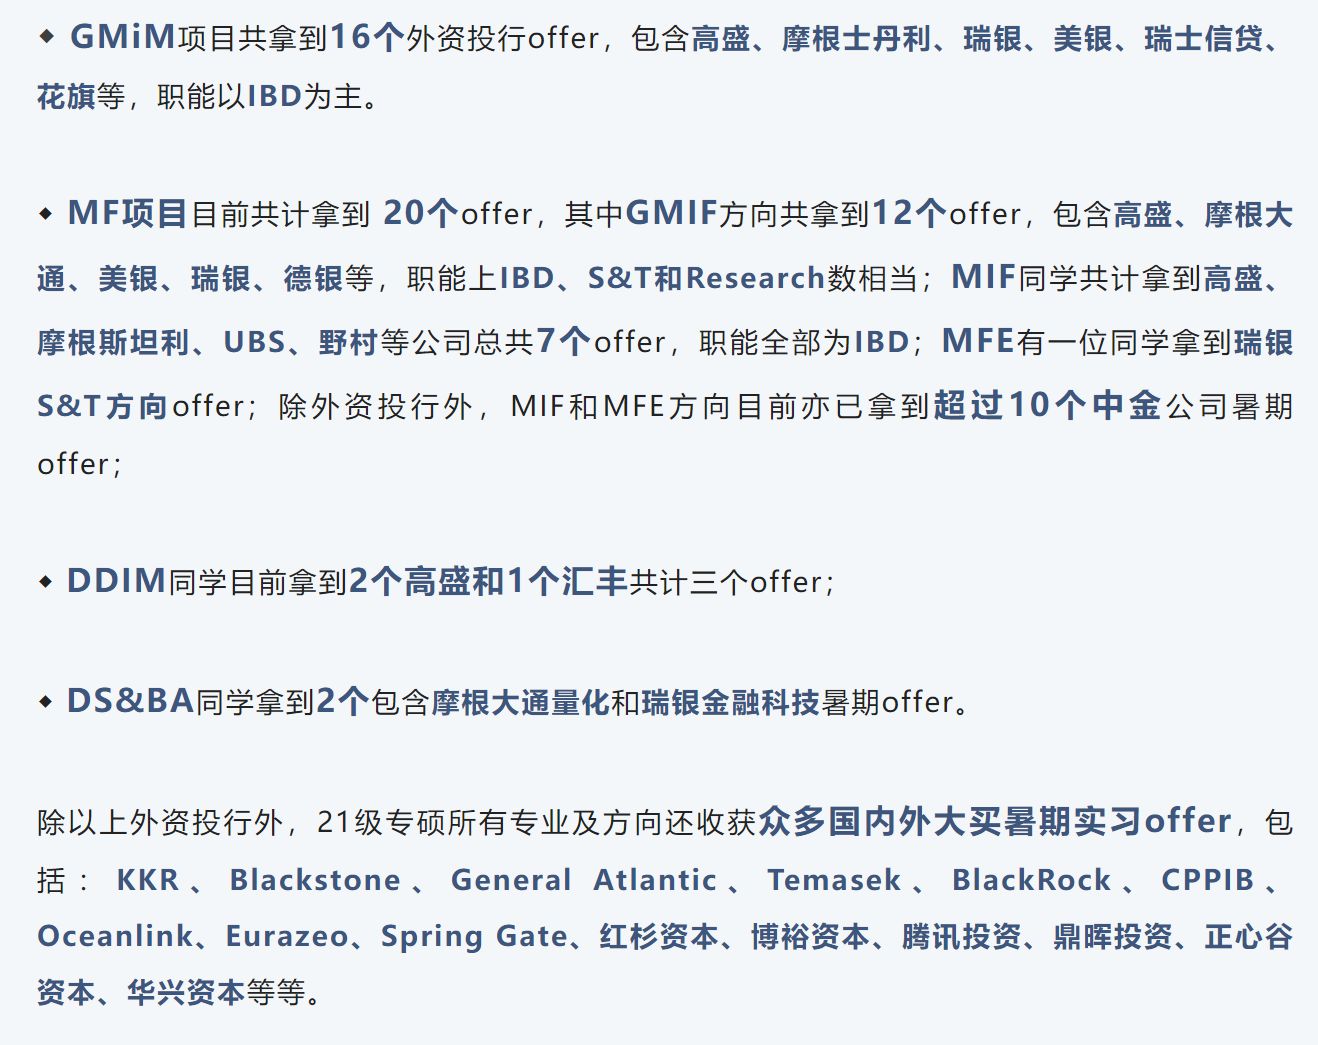 ◆ GMiM项目共拿到16个外资投行offer，包含高盛、摩根士丹利、瑞银、美银、瑞士信贷、
花旗等，职能以IBD为主。
◆ MF项目目前共计拿到 20个offer，其中GMIF方向共拿到12个offer，包含高盛、摩根大
通、美银、瑞银、德银等，职能上IBD、S&T和Research数相当；MIF同学共计拿到高盛、
摩根斯坦利、UBS、野村等公司总共7个offer，职能全部为IBD；MFE有一位同学拿到瑞银
S&T方向offer；除外资投行外，MIF和MFE方向目前亦已拿到超过10个中金公司暑期
offer；
◆ DDIM同学目前拿到2个高盛和1个汇丰共计三个offer；
◆ DS&BA同学拿到2个包含摩根大通量化和瑞银金融科技暑期offer。
除以上外资投行外，21级专硕所有专业及方向还收获众多国内外大买暑期实习offer，包
括：KKR、Blackstone、General Atlantic、Temasek、BlackRock、CPPIB、
Oceanlink、Eurazeo、Spring Gate、红杉资本、博裕资本、腾讯投资、鼎晖投资、正心谷
资本、华兴资本等等。